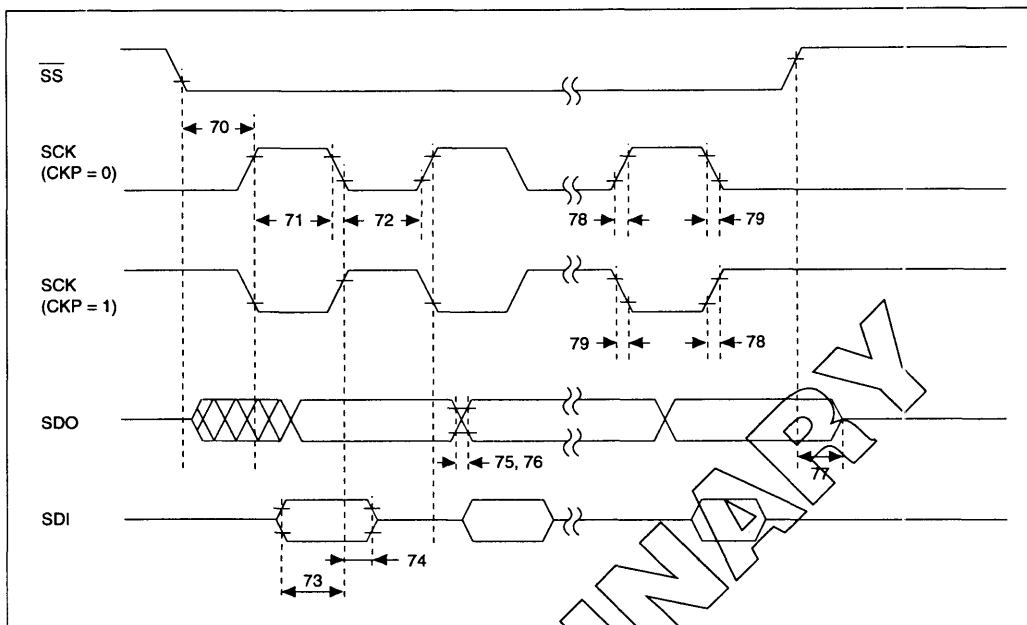 SS
70
SCK
(CKP = 0)
71
72
78
79
SCK
(CKP = 1)
79
78
SDO
75, 76
77
SDI
74
73
INARY